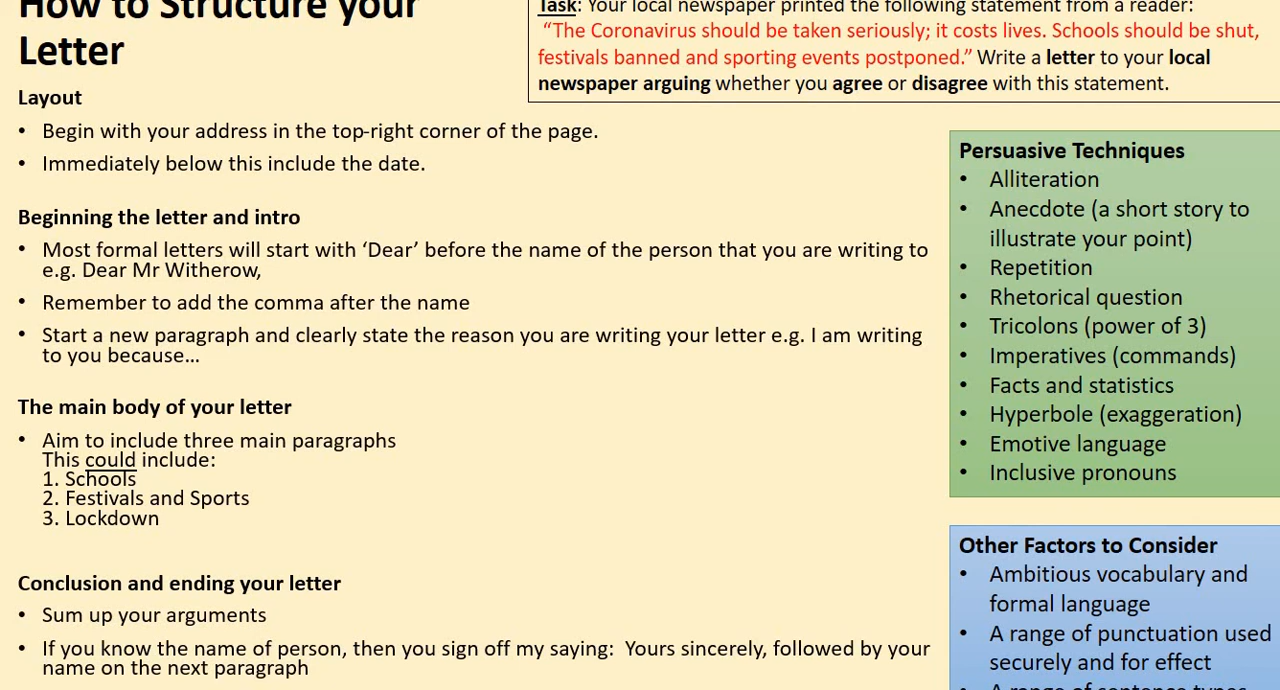 How to Structure your
Letter
Task: Your local newspaper printed the following statement from a reader:
“The Coronavirus should be taken seriously; it costs lives. Schools should be shut,
festivals banned and sporting events postponed.” Write a letter to your local
newspaper arguing whether you agree or disagree with this statement.
Layout
• Begin with your address in the top-right corner of the page.
• Immediately below this include the date.
Beginning the letter and intro
• Most formal letters will start with ‘Dear’ before the name of the person that you are writing to
e.g. Dear Mr Witherow,
• Remember to add the comma after the name
• Start a new paragraph and clearly state the reason you are writing your letter e.g. I am writing
to you because…
The main body of your letter
• Aim to include three main paragraphs
This could include:
1. Schools
2. Festivals and Sports
3. Lockdown
Conclusion and ending your letter
• Sum up your arguments
• If you know the name of person, then you sign off my saying: Yours sincerely, followed by your
name on the next paragraph
Persuasive Techniques
• Alliteration
• Anecdote (a short story to
illustrate your point)
• Repetition
• Rhetorical question
• Tricolons (power of 3)
• Imperatives (commands)
• Facts and statistics
• Hyperbole (exaggeration)
• Emotive language
• Inclusive pronouns
Other Factors to Consider
• Ambitious vocabulary and
formal language
• A range of punctuation used
securely and for effect
• A range of sentence types